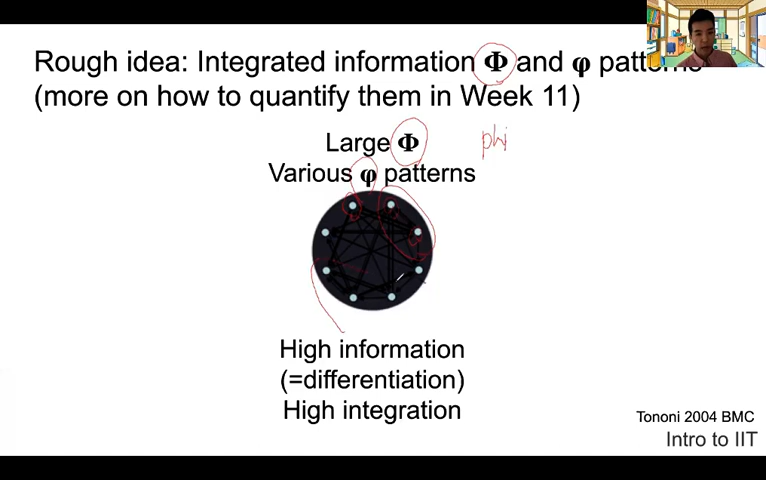 Rough idea: Integrated information Φ and φ patterns
(more on how to quantify them in Week 11)
Large Φ
phi
Various φ patterns
High information
(=differentiation)
High integration
Tononi 2004 BMC
Intro to IIT